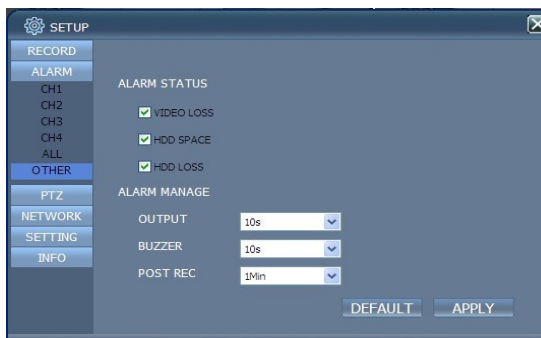 SETUP
RECORD
ALARM
CH1
CH2
CH3
CH4
ALL
OTHER
PTZ
NETWORK
SETTING
INFO
ALARM STATUS
VIDEO LOSS
HDD SPACE
HDD LOSS
ALARM MANAGE
OUTPUT 10s
BUZZER 10s
POST REC 1Min
DEFAULT APPLY